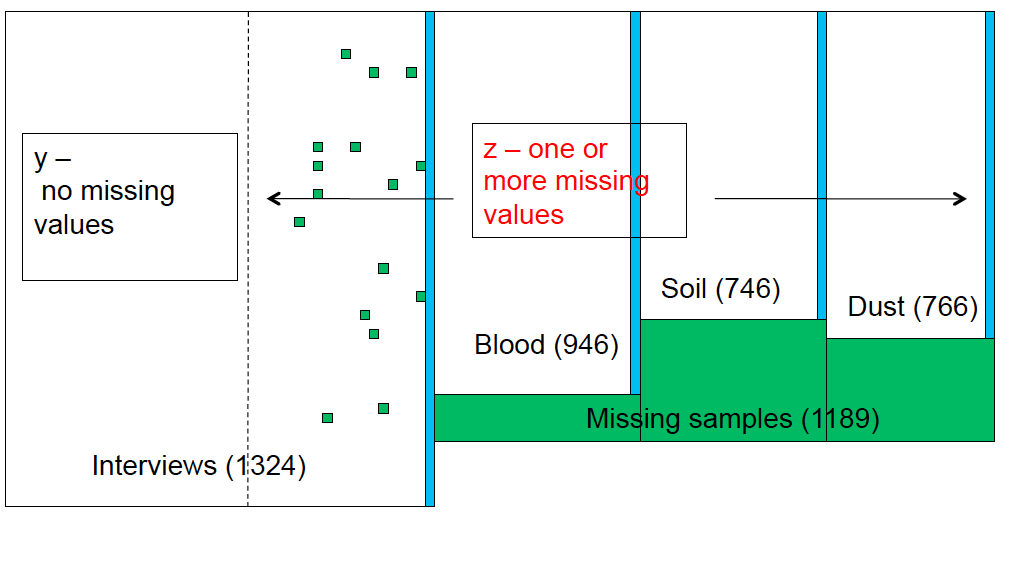 y –
no missing
values
z – one or
more missing
values
Soil (746)
Dust (766)
Blood (946)
Missing samples (1189)
Interviews (1324)